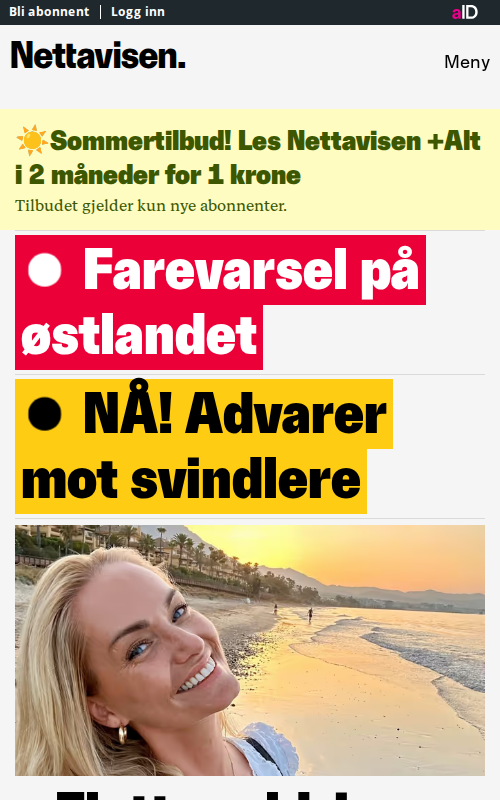 Bli abonnent
Logg inn
aID
Nettavisen.
Meny
☀️Sommertilbud! Les Nettavisen +Alt
i 2 måneder for 1 krone
Tilbudet gjelder kun nye abonnenter.
Farevarsel på
østlandet
NÅ! Advarer
mot svindlere